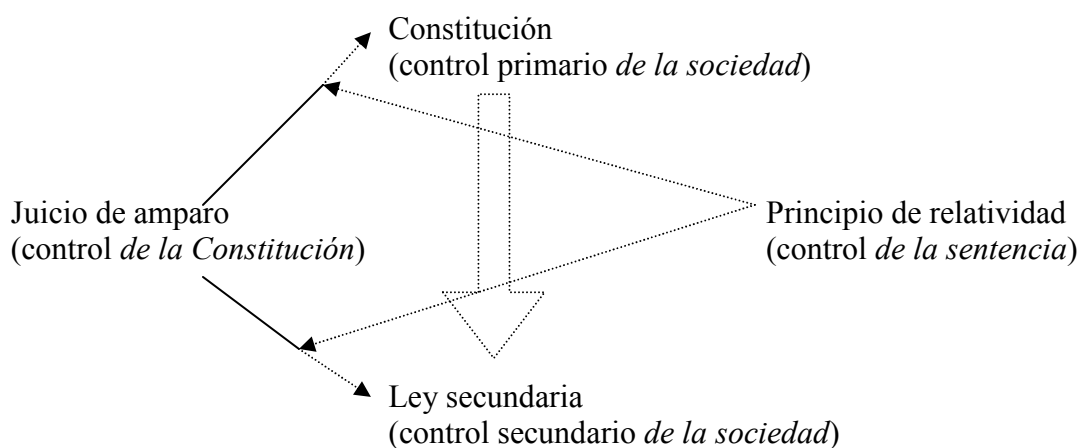 Constitución
(control primario de la sociedad)
Juicio de amparo
(control de la Constitución)
Principio de relatividad
(control de la sentencia)
Ley secundaria
(control secundario de la sociedad)